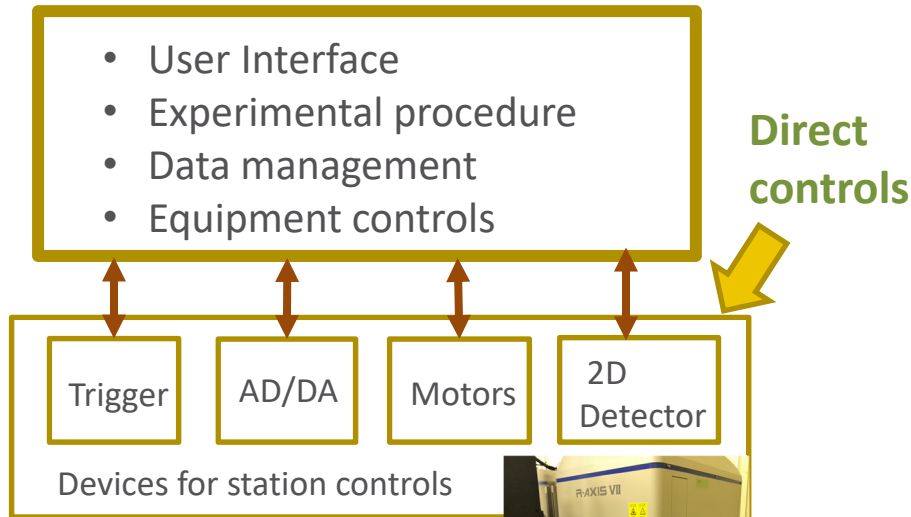 • User Interface
• Experimental procedure
• Data management
• Equipment controls
Direct
controls
Trigger
AD/DA
Motors
2D
Detector
Devices for station controls
R-AXIS VII